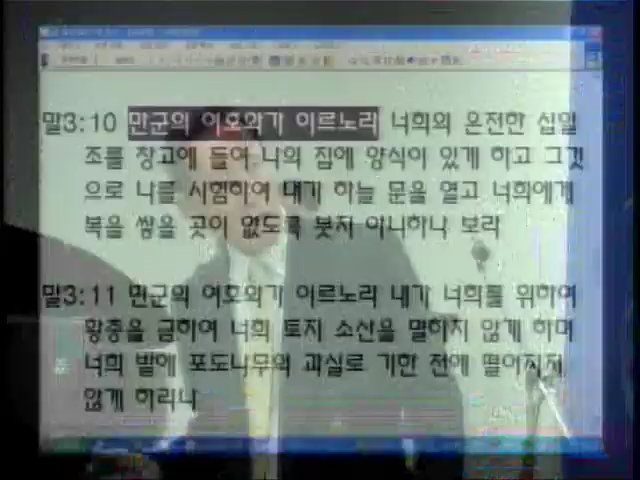 말3:10 만군의 여호와가 이르노라 너희의 온전한 십일
조를 창고에 들여 나의 집에 양식이 있게 하고 그것
으로 나를 시험하여 내가 하늘 문을 열고 너희에게
복을 쌓을 곳이 없도록 붓지 아니하나 보라
말3:11 만군의 여호와가 이르노라 내가 너희를 위하여
황충을 금하여 너희 토지 소산을 멸하지 않게 하며
너희 밭에 포도나무의 과실로 기한 전에 떨어지지
않게 하리니